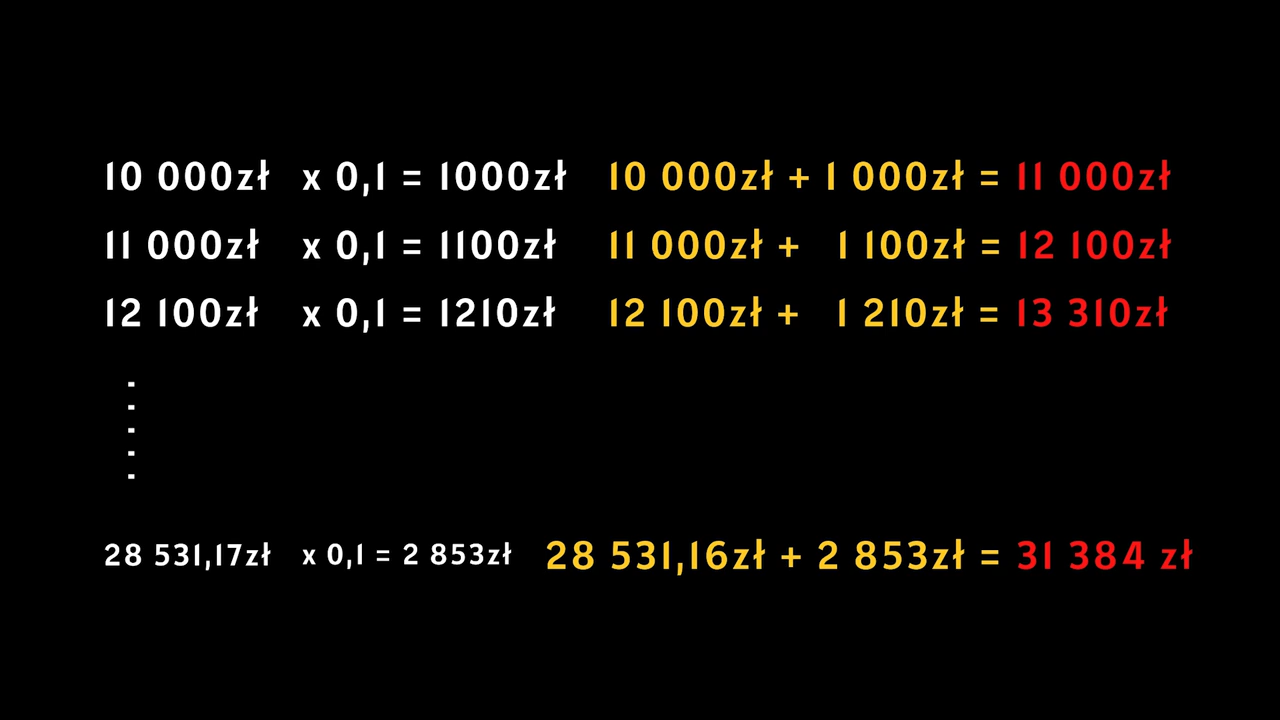 10 000zł x 0,1 = 1000zł 10 000zł + 1 000zł = 11 000zł
11 000zł x 0,1 = 1100zł 11 000zł + 1 100zł = 12 100zł
12 100zł x 0,1 = 1210zł 12 100zł + 1 210zł = 13 310zł
28 531,17zł x 0,1 = 2 853zł 28 531,16zł + 2 853zł = 31 384 zł